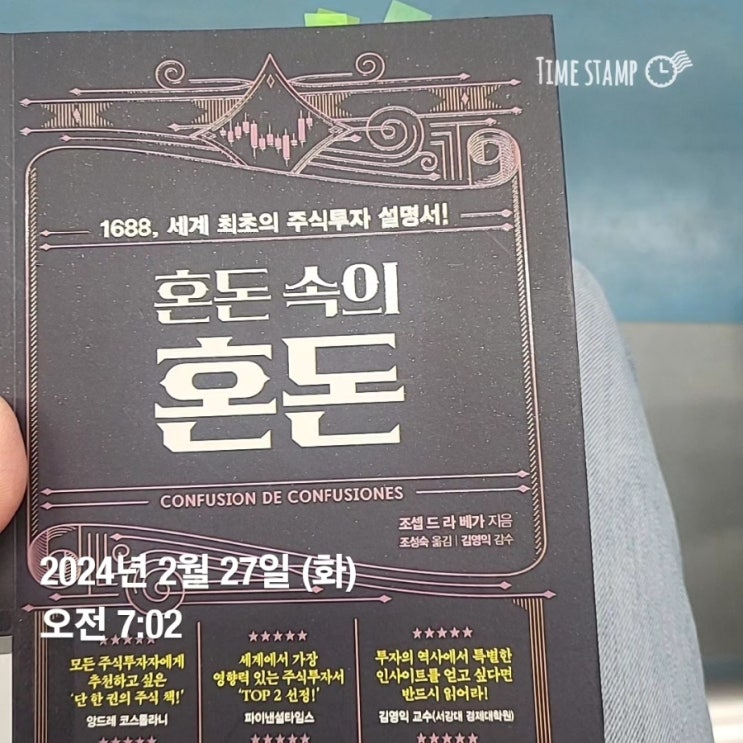 TIME STAMP
1688, 세계 최초의 주식투자 설명서!
혼돈 속의
혼돈
CONFUSION DE CONFUSIONES
조셉 드 라 베가 지음
조성숙 옮김 | 김영익 감수
2024년 2월 27일 (화)
오전 7:02
★★★★★
모든 주식투자자에게
추천하고 싶은
'단 한 권의 주식 책!'
앙드레 코스톨라니
★★★★★
세계에서 가장
영향력 있는 주식투자서
'TOP 2 선정!'
파이낸셜타임스
★★★★★
투자의 역사에서 특별한
인사이트를 얻고 싶다면
반드시 읽어라!
김영익 교수(서강대 경제대학원)